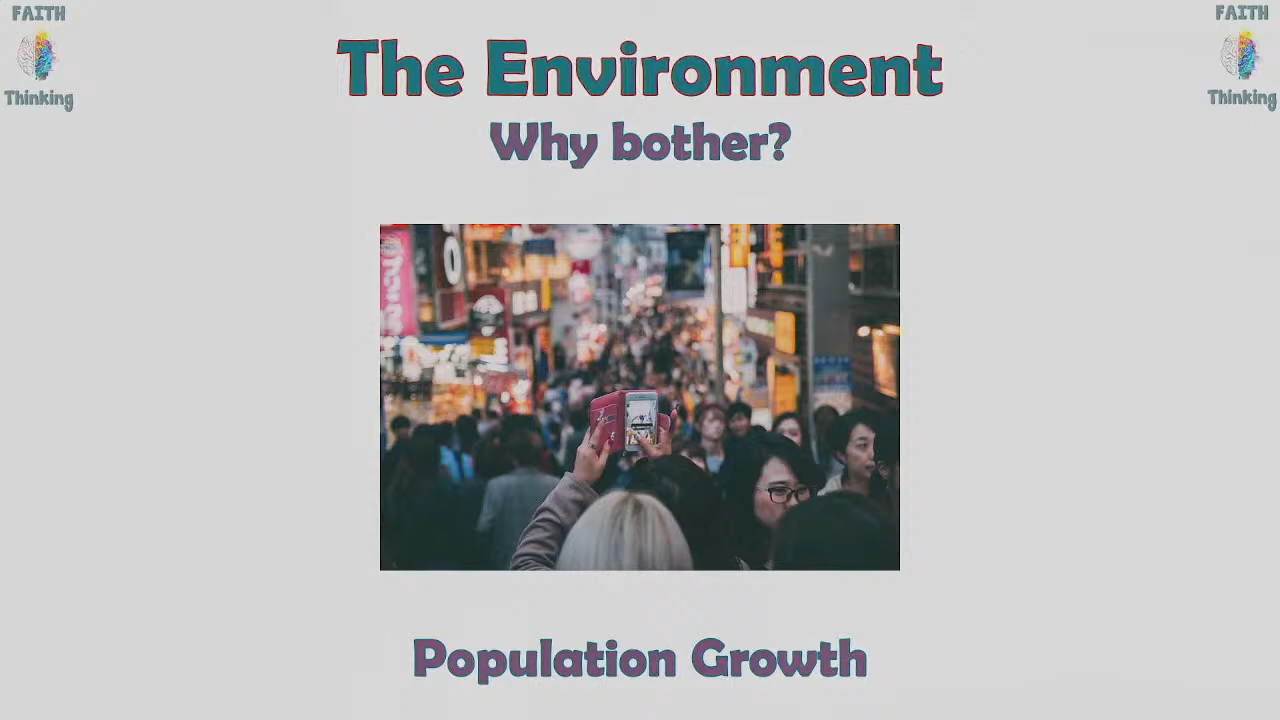 FAITH
Thinking
FAITH
Thinking
The Environment
Why bother?
Population Growth